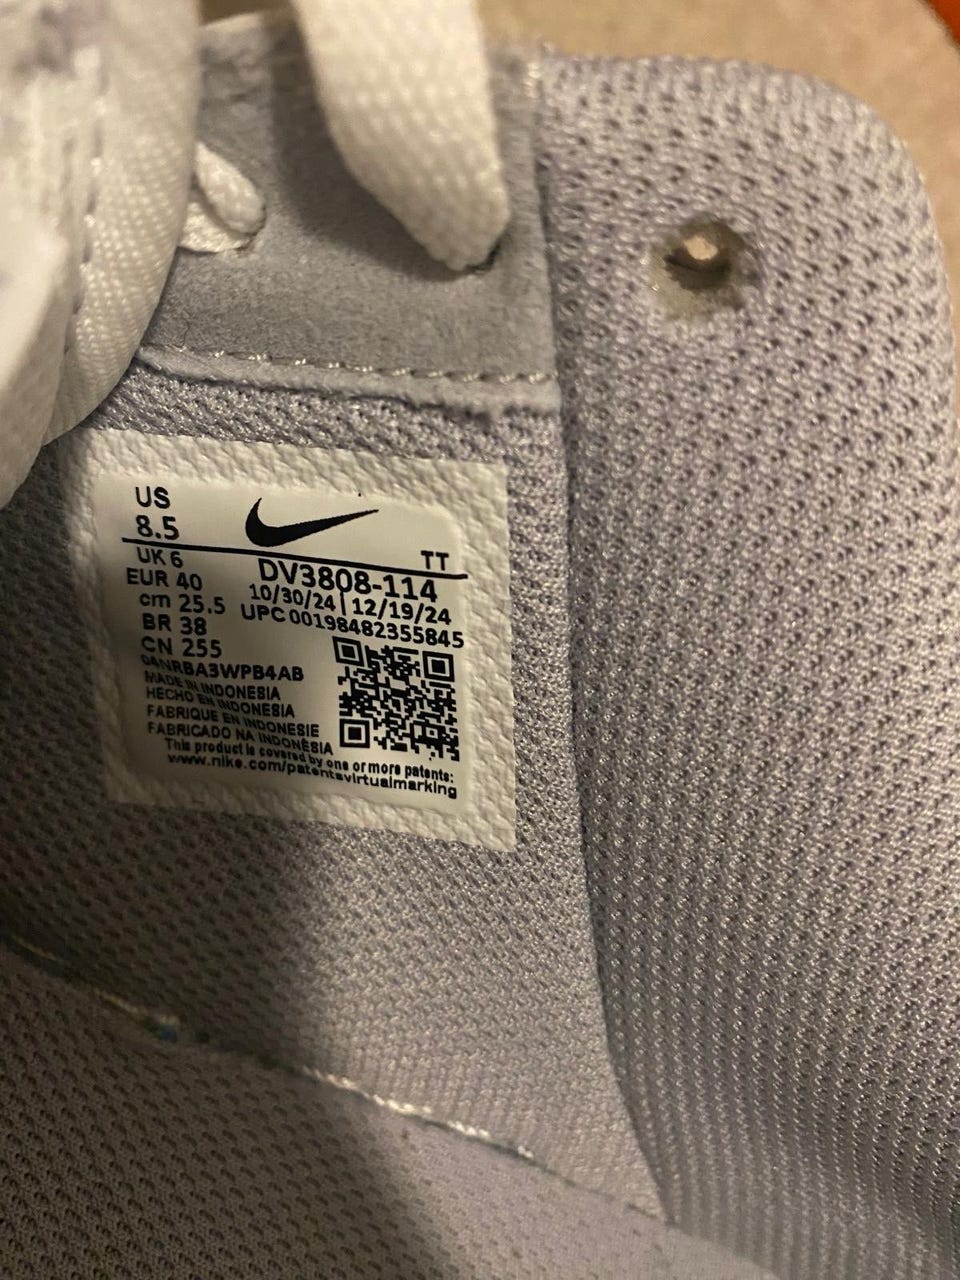 US
8.5
TT
UK 6
DV3808-114
EUR 40
10/30/24 | 12/19/24
cm 25.5
UPC 00198482355845
BR 38
CN 255
04NRBA3WPB4AB
MADE IN INDONESIA
HECHO EN INDONESIA
FABRIQUE EN INDONESIE
FABRICADO NA INDONÉSIA
This product is covered by one or more patents:
www.nike.com/patentsvirtualmarking